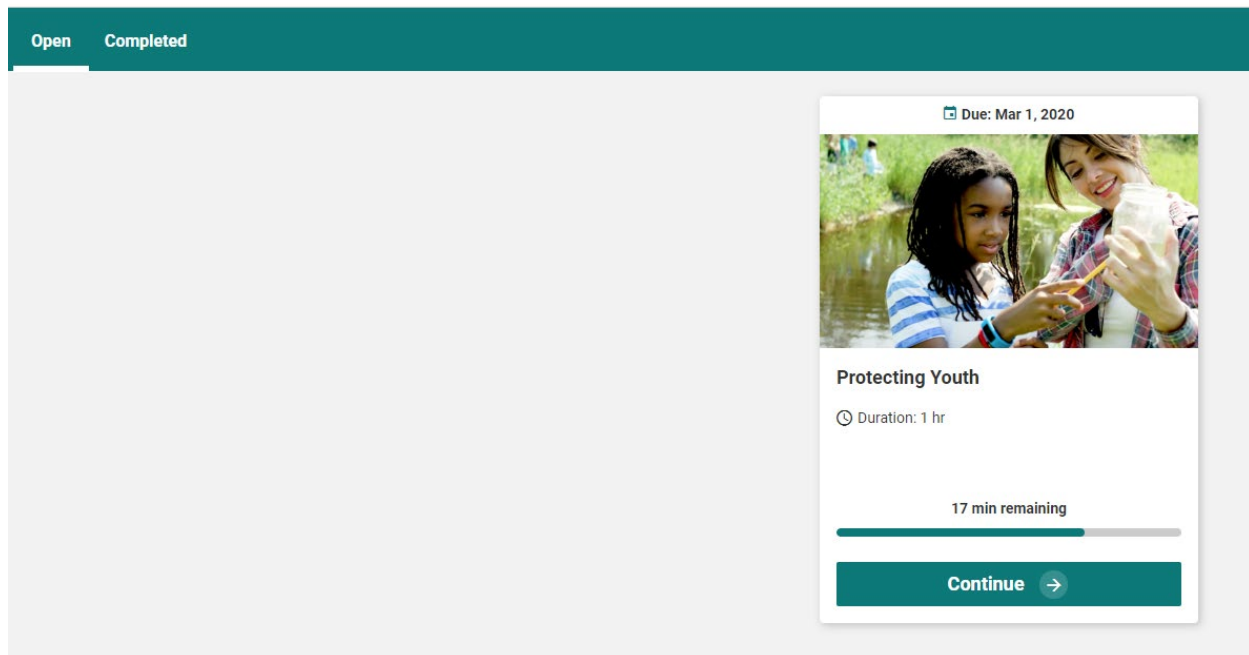 Open Completed
Due: Mar 1, 2020
Protecting Youth
Duration: 1 hr
17 min remaining
Continue